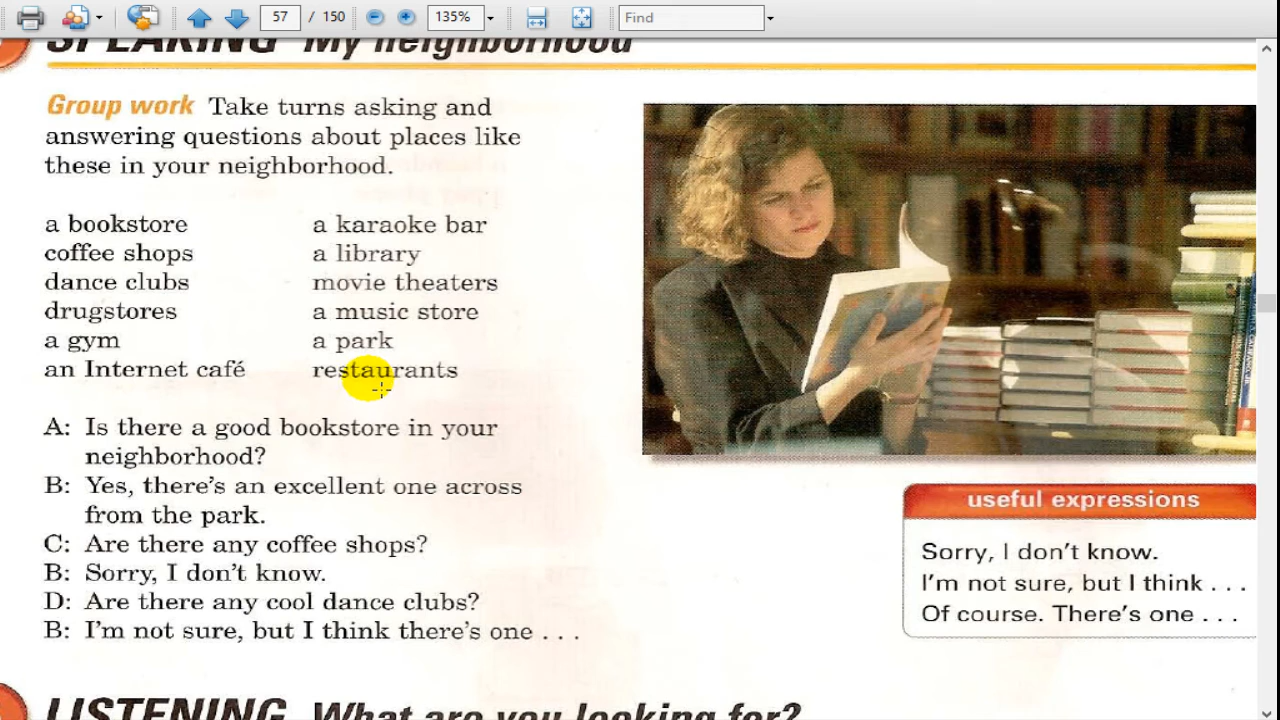 57 / 150 135% Find
SPEAKING My neighborhood
Group work Take turns asking and
answering questions about places like
these in your neighborhood.
a bookstore
coffee shops
dance clubs
drugstores
a gym
an Internet café
a karaoke bar
a library
movie theaters
a music store
a park
restaurants
A: Is there a good bookstore in your
neighborhood?
B: Yes, there's an excellent one across
from the park.
C: Are there any coffee shops?
B: Sorry, I don't know.
D: Are there any cool dance clubs?
B: I'm not sure, but I think there's one . . .
useful expressions
Sorry, I don't know.
I'm not sure, but I think . . .
Of course. There's one . . .
LISTENING What are you looking for?